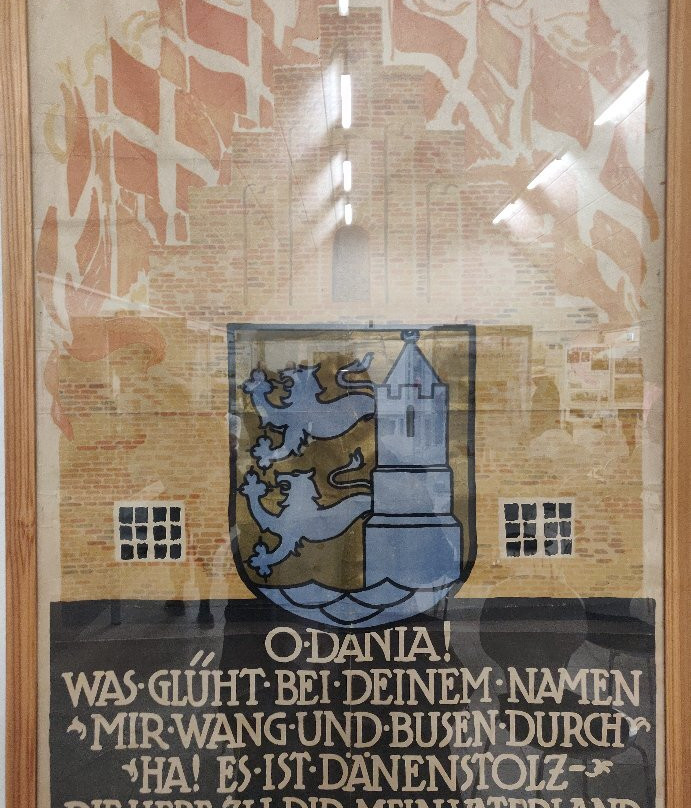 O·DANIA!
WAS·GLÜHT·BEI·DEINEM·NAMEN
MIR·WANG·UND·BUSEN·DURCH
HA! ES·IST·DÄNENSTOLZ-